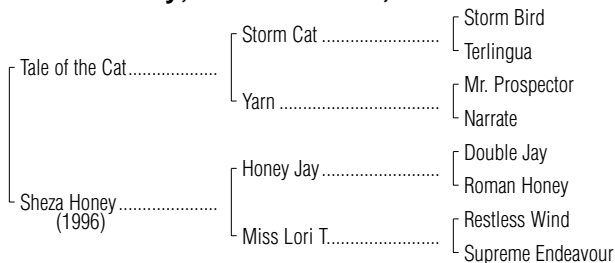 Storm Bird
Storm Cat
Terlingua
Tale of the Cat
Mr. Prospector
Yarn
Narrate
Double Jay
Honey Jay
Roman Honey
Sheza Honey
(1996)
Restless Wind
Miss Lori T.
Supreme Endeavour